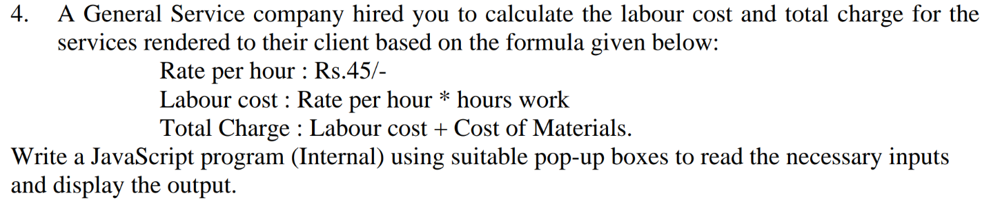 4. A General Service company hired you to calculate the labour cost and total charge for the
services rendered to their client based on the formula given below:
Rate per hour : Rs.45/-
Labour cost : Rate per hour * hours work
Total Charge : Labour cost + Cost of Materials.
Write a JavaScript program (Internal) using suitable pop-up boxes to read the necessary inputs
and display the output.